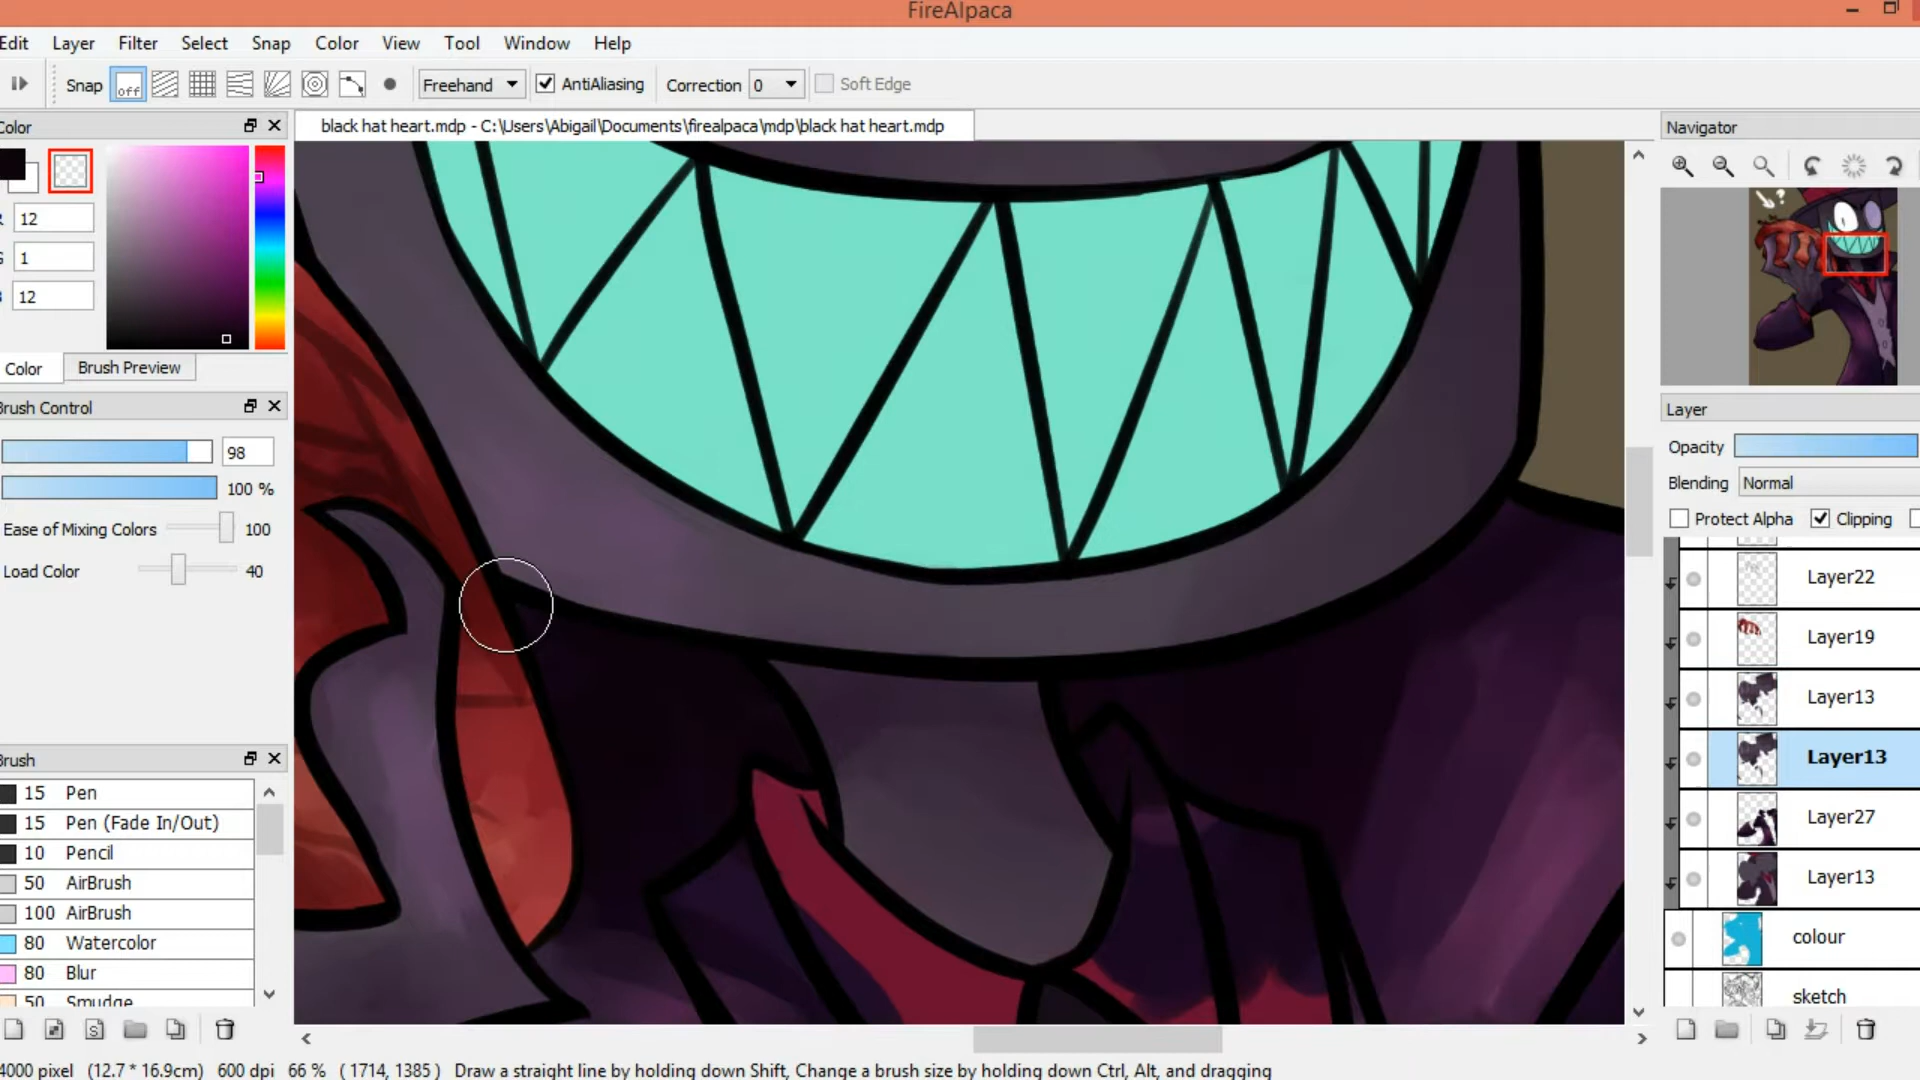 FireAlpaca
Edit Layer Filter Select Snap Color View Tool Window Help
Snap off Freehand AntiAliasing Correction 0 Soft Edge
Color
black hat heart.mdp - C:\Users\Abigail\Documents\firealpaca\mdp\black hat heart.mdp
Navigator
R 12
G 1
B 12
?
Color Brush Preview
Brush Control
98
100 %
Ease of Mixing Colors 100
Load Color 40
Layer
Opacity
Blending Normal
Protect Alpha Clipping
Layer22
Layer19
Layer13
Layer13
Layer27
Layer13
colour
sketch
Brush
15 Pen
15 Pen (Fade In/Out)
10 Pencil
50 AirBrush
100 AirBrush
80 Watercolor
80 Blur
50 Smudge
S
4000 pixel (12.7 * 16.9cm) 600 dpi 66 % ( 1714, 1385 ) Draw a straight line by holding down Shift, Change a brush size by holding down Ctrl, Alt, and dragging